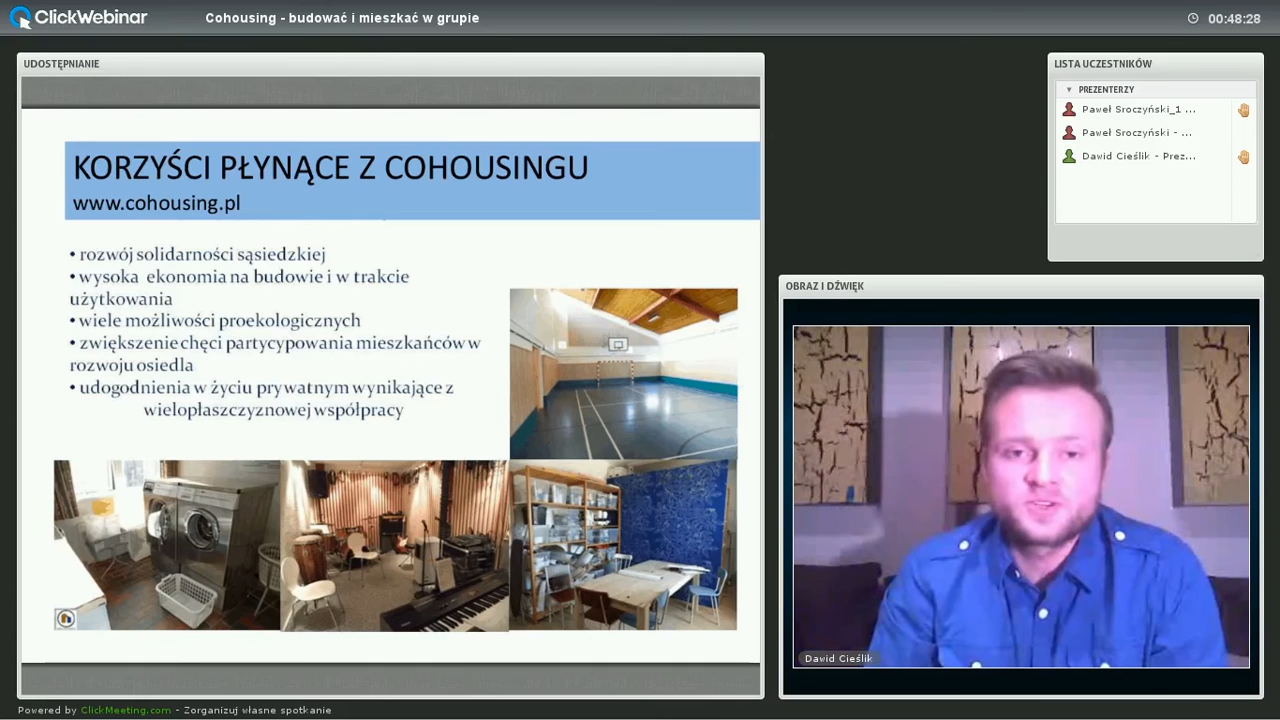 ClickWebinar
Cohousing - budować i mieszkać w grupie
00:48:28
UDOSTĘPNIANIE
KORZYŚCI PŁYNĄCE Z COHOUSINGU
www.cohousing.pl
• rozwój solidarności sąsiedzkiej
• wysoka ekonomia na budowie i w trakcie
użytkowania
• wiele możliwości proekologicznych
• zwiększenie chęci partycypowania mieszkańców w
rozwoju osiedla
• udogodnienia w życiu prywatnym wynikające z
wielopłaszczyznowej współpracy
LISTA UCZESTNIKÓW
PREZENTERZY
Paweł Sroczyński_1 ...
Paweł Sroczyński - ...
Dawid Cieślik - Prez...
OBRAZ I DŹWIĘK
Dawid Cieślik
Powered by ClickMeeting.com - Zorganizuj własne spotkanie